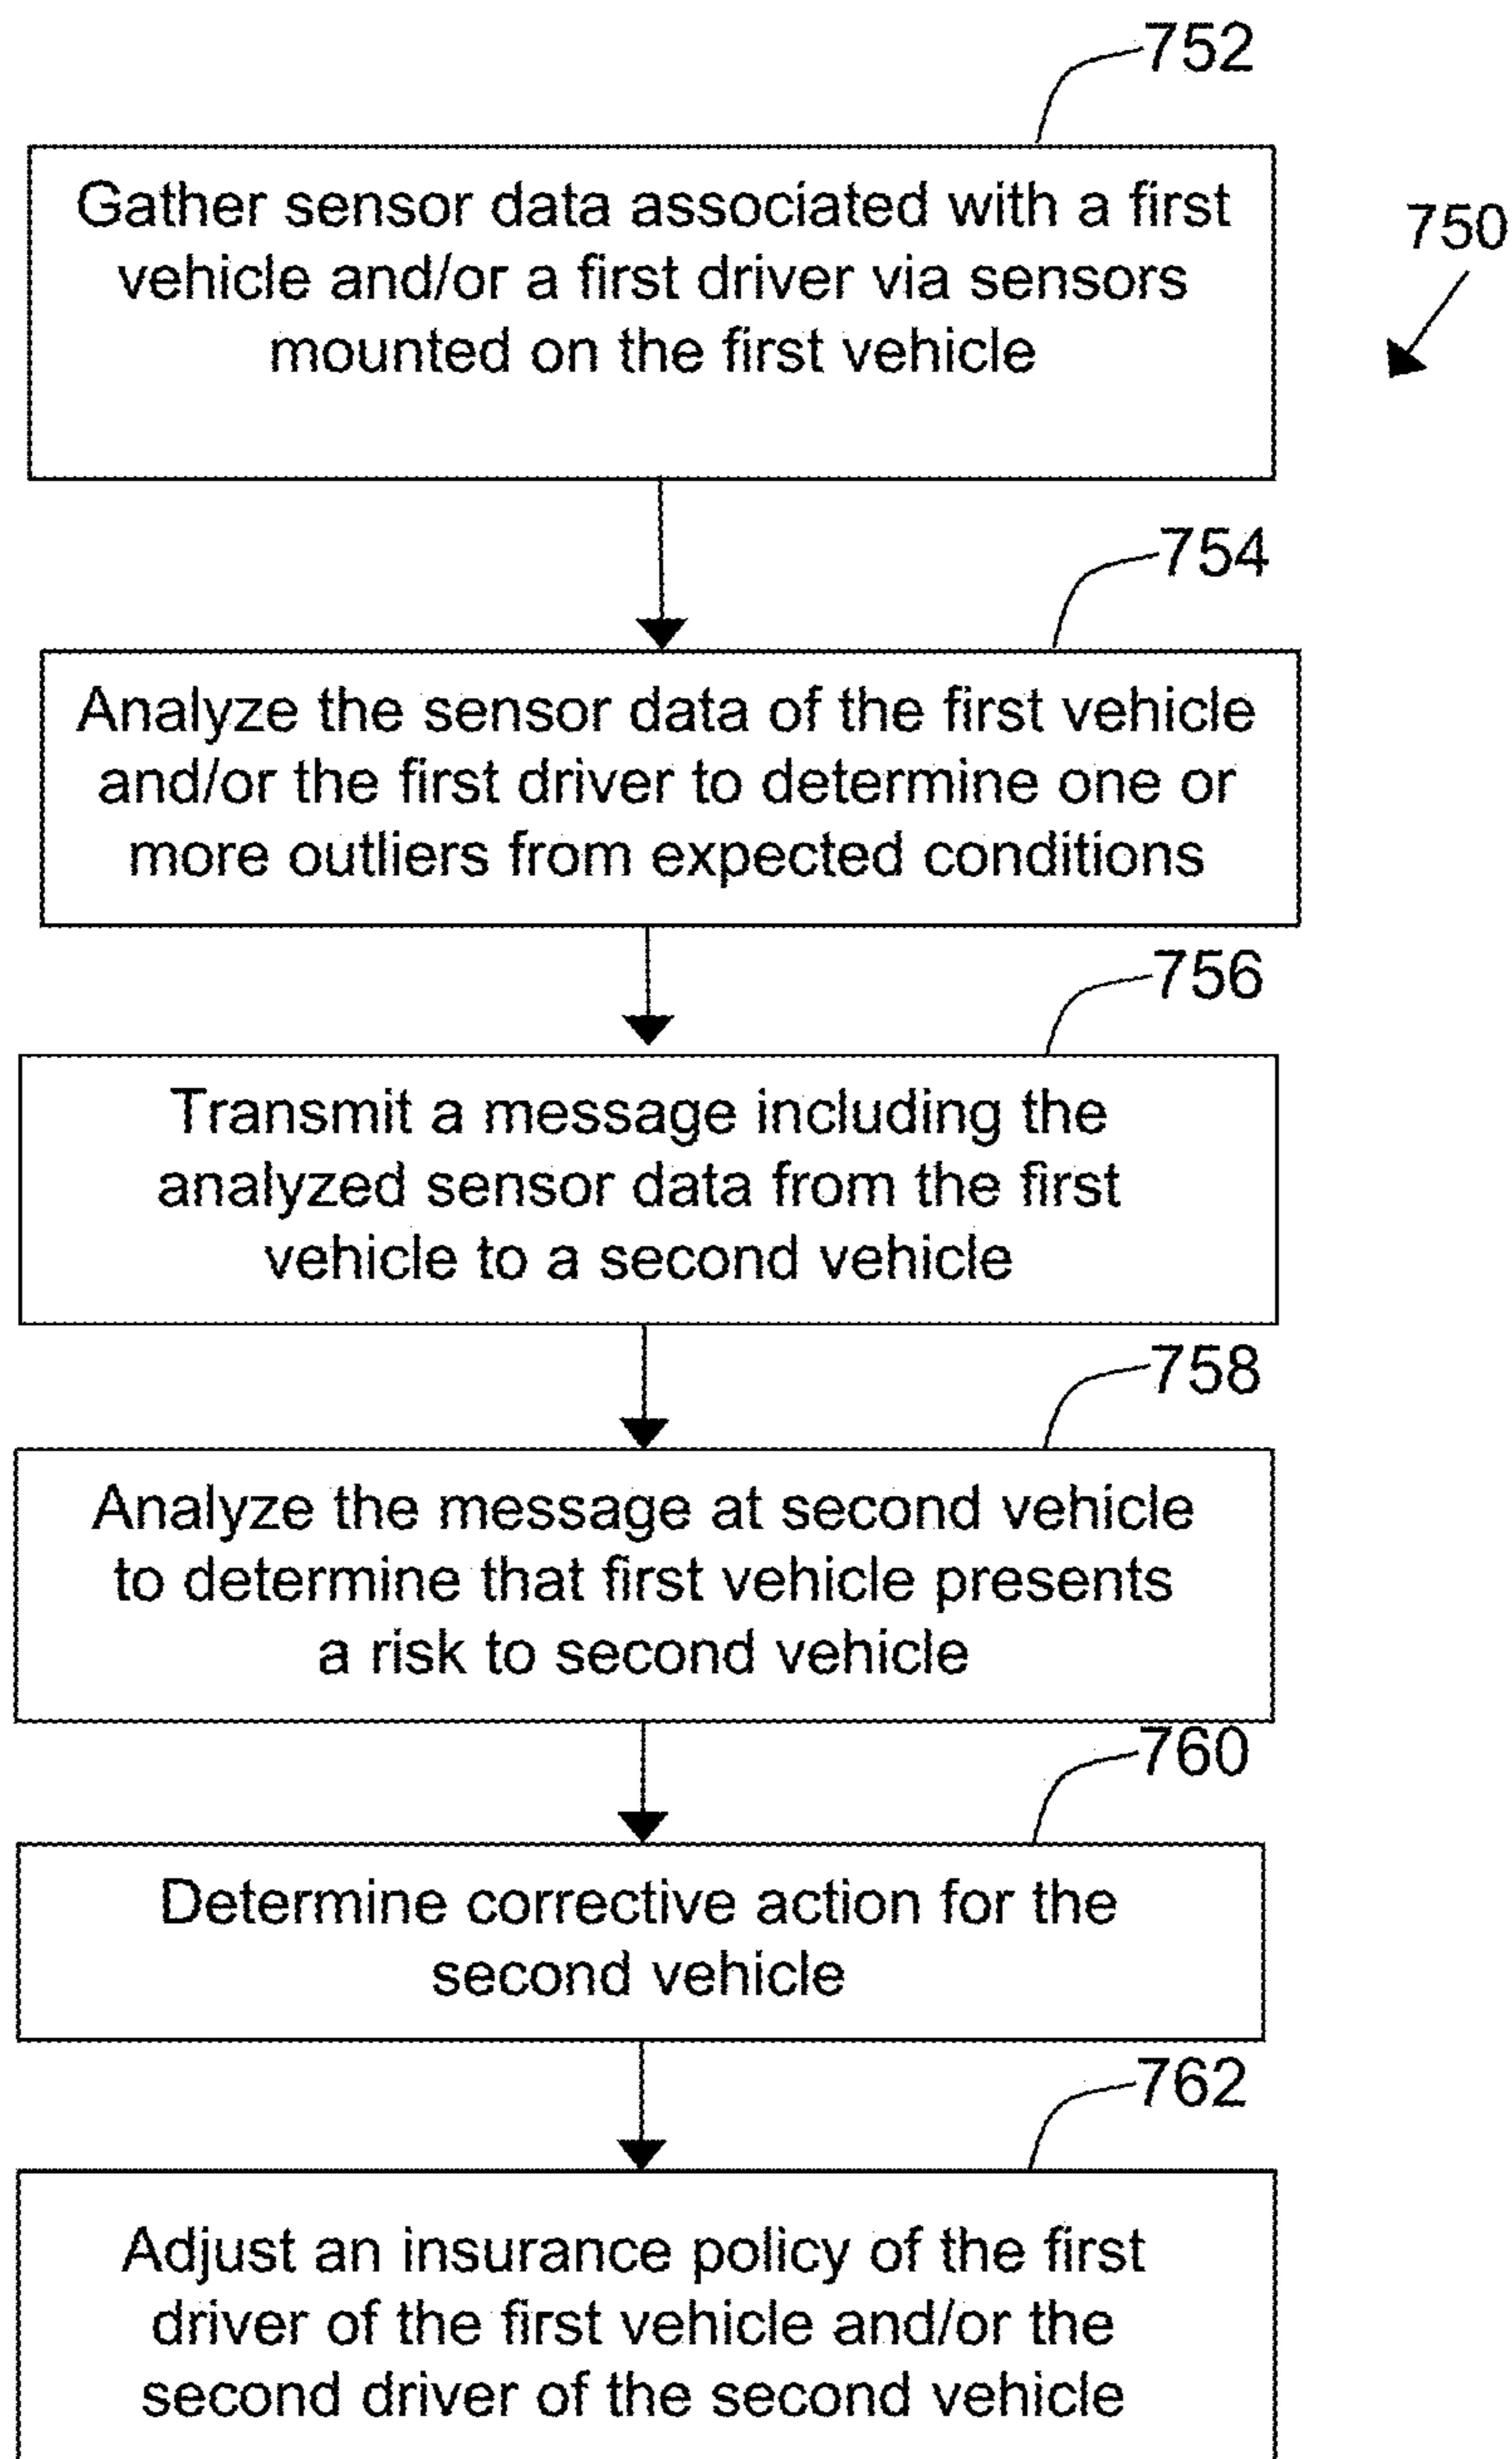 752
Gather sensor data associated with a first
vehicle and/or a first driver via sensors
mounted on the first vehicle
750
754
Analyze the sensor data of the first vehicle
and/or the first driver to determine one or
more outliers from expected conditions
756
Transmit a message including the
analyzed sensor data from the first
vehicle to a second vehicle
758
Analyze the message at second vehicle
to determine that first vehicle presents
a risk to second vehicle
760
Determine corrective action for the
second vehicle
762
Adjust an insurance policy of the first
driver of the first vehicle and/or the
second driver of the second vehicle